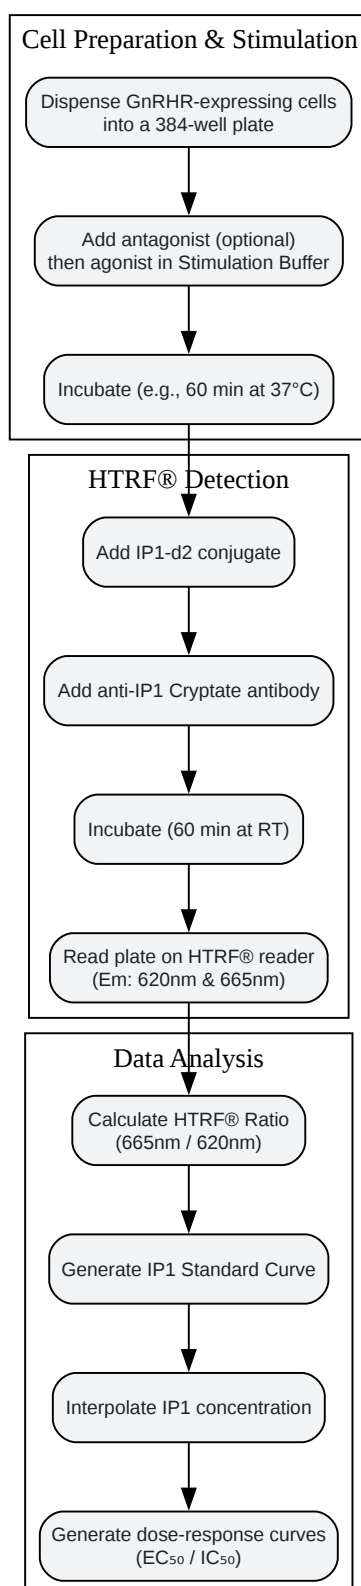 Cell Preparation & Stimulation
Dispense GnRHR-expressing cells
into a 384-well plate
Add antagonist (optional)
then agonist in Stimulation Buffer
Incubate (e.g., 60 min at 37°C)
HTRF® Detection
Add IP1-d2 conjugate
Add anti-IP1 Cryptate antibody
Incubate (60 min at RT)
Read plate on HTRF® reader
(Em: 620nm & 665nm)
Data Analysis
Calculate HTRF® Ratio
(665nm / 620nm)
Generate IP1 Standard Curve
Interpolate IP1 concentration
Generate dose-response curves
(EC₅₀ / IC₅₀)